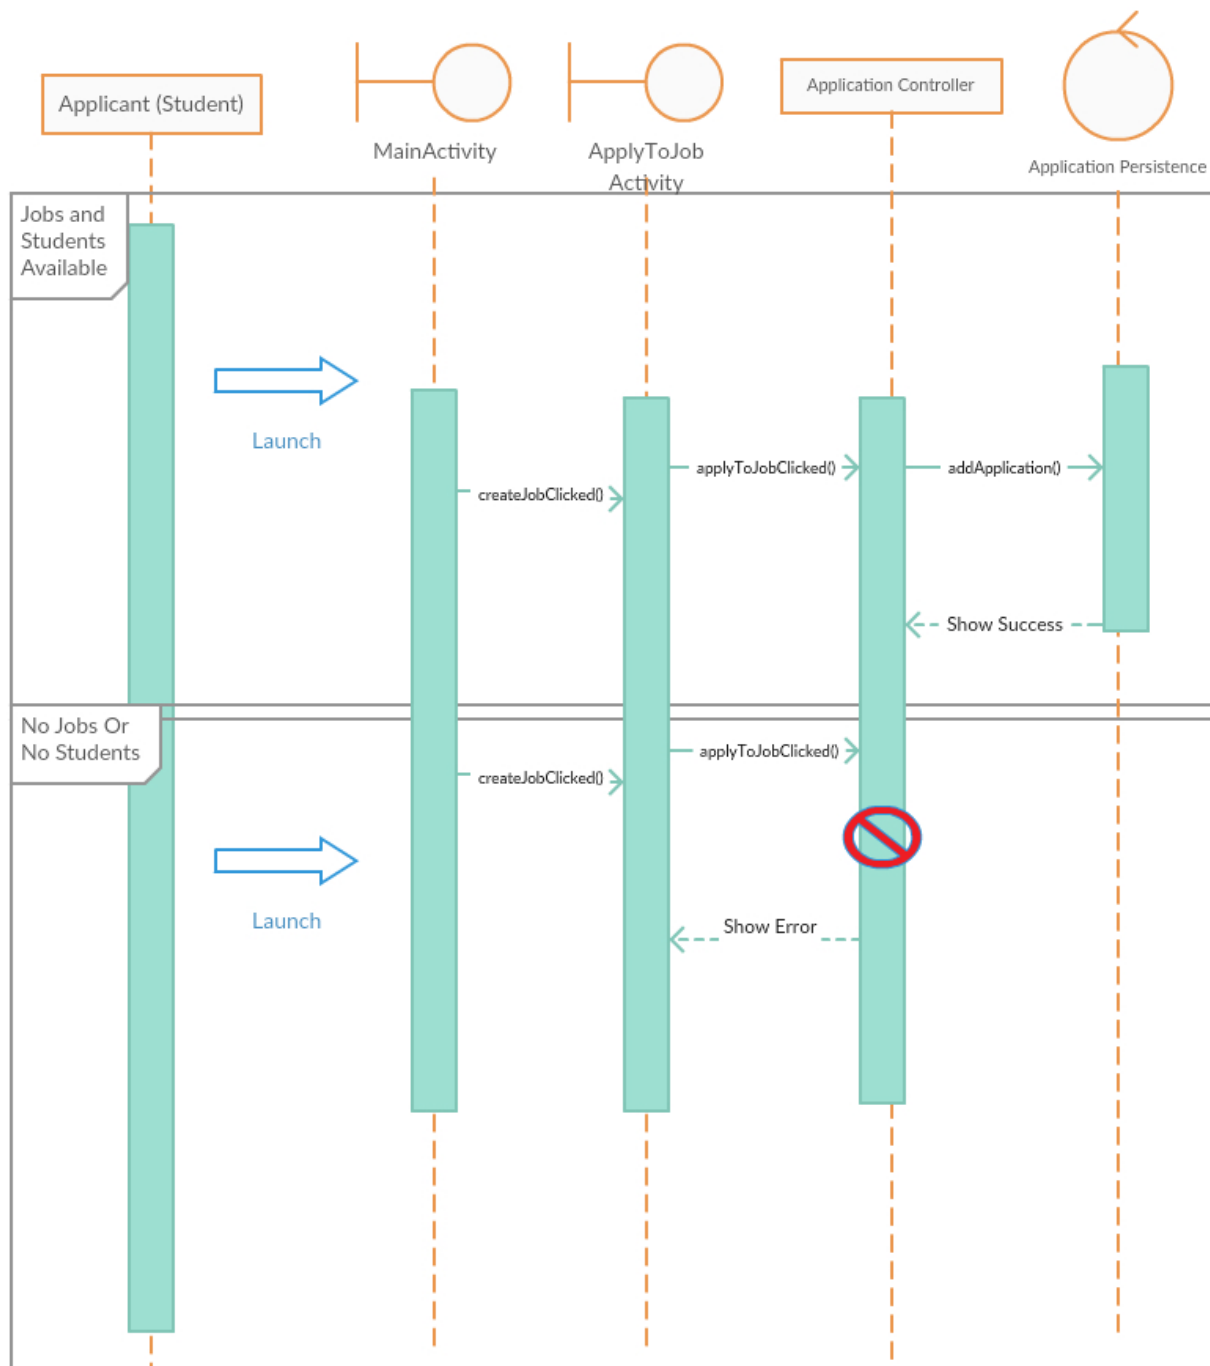 Applicant (Student)
MainActivity
ApplyToJob
Activity
Application Controller
Application Persistence
Jobs and
Students
Available
Launch
applyToJobClicked()
addApplication()
createJobClicked()
Show Success
No Jobs Or
No Students
applyToJobClicked()
createJobClicked()
Launch
Show Error